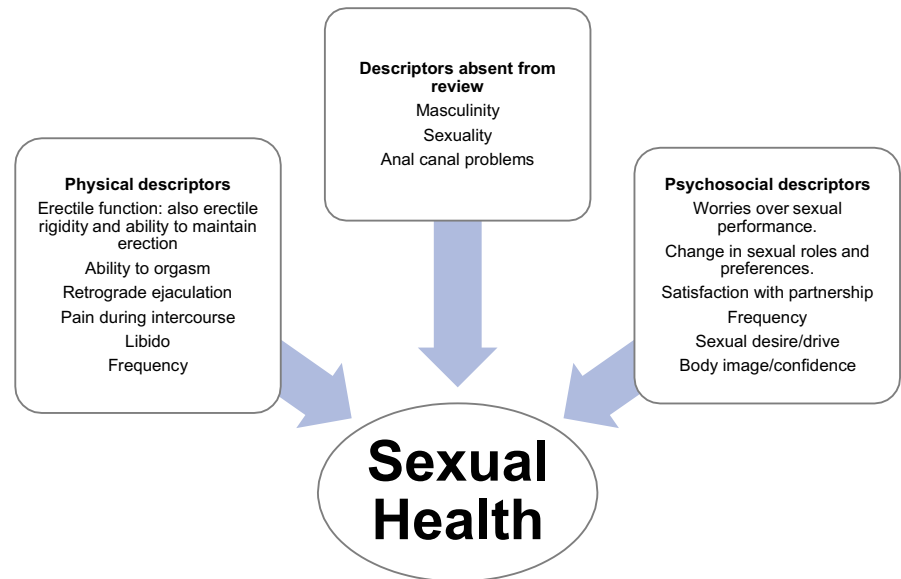 Descriptors absent from
review
Masculinity
Sexuality
Anal canal problems
Physical descriptors
Erectile function: also erectile
rigidity and ability to maintain
erection
Ability to orgasm
Retrograde ejaculation
Pain during intercourse
Libido
Frequency
Psychosocial descriptors
Worries over sexual
performance.
Change in sexual roles and
preferences.
Satisfaction with partnership
Frequency
Sexual desire/drive
Body image/confidence
Sexual
Health